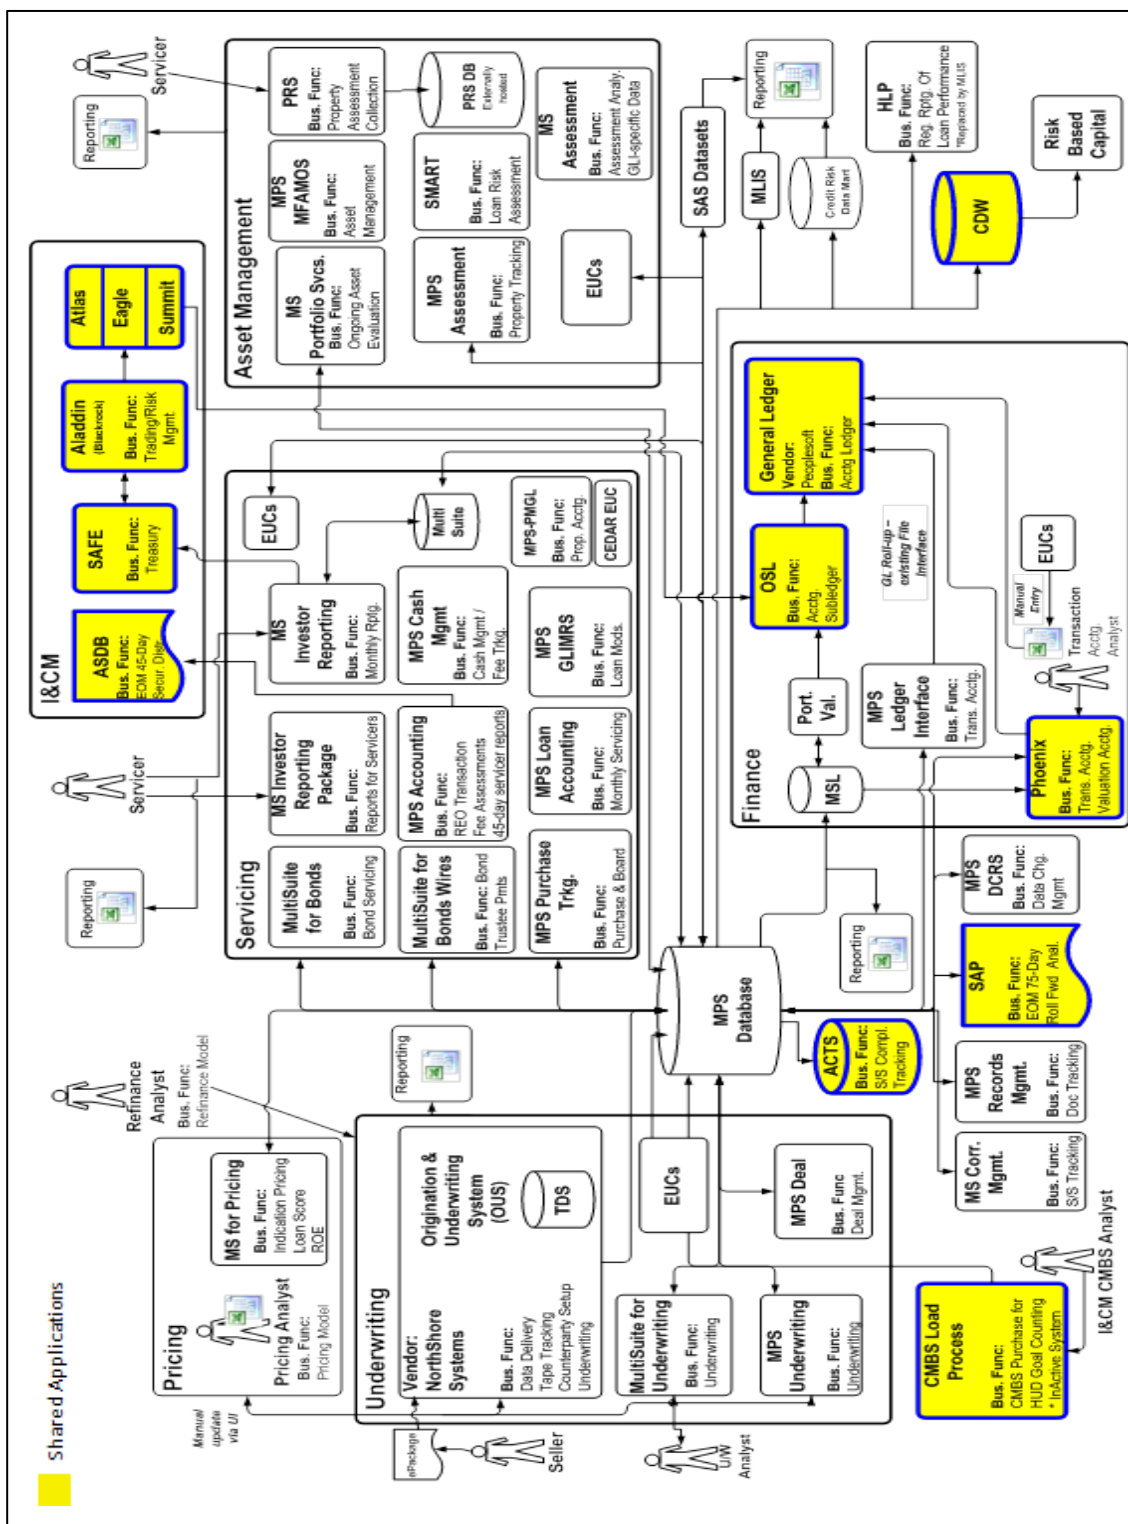 Shared Applications
Pricing
Manual
update
via UI
Pricing Analyst
Bus. Func:
Pricing Model
MS for Pricing
Bus. Func:
Indication Pricing
Loan Score
ROE
Refinance
Analyst
Bus. Func:
Refinance Model
Underwriting
Vendor:
NorthShore
Systems
Bus. Func:
Data Delivery
Tape Tracking
Counterparty Setup
Underwriting
Origination &
Underwriting
System
(OUS)
TDS
Reporting
ePackage
Seller
U/W
Analyst
MultiSuite for
Underwriting
Bus. Func:
Underwriting
MPS
Underwriting
Bus. Func:
Underwriting
EUCs
MPS Deal
Bus. Func
Deal Mgmt.
CMBS Load
Process
Bus. Func:
CMBS Purchase for
HUD Goal Counting
* InActive System
I&CM CMBS Analyst
Reporting
Servicer
Servicing
MultiSuite
for Bonds
Bus. Func:
Bond Servicing
MS Investor
Reporting
Package
Bus. Func:
Reports for Servicers
MS
Investor
Reporting
Bus. Func:
Monthly Rptg.
EUCs
Multi
Suite
MultiSuite for
Bonds Wires
Bus. Func: Bond
Trustee Pmts
MPS Accounting
Bus. Func:
REO Transaction
Fee Assessments
45-day servicer reports
MPS Cash
Mgmt
Bus. Func:
Cash Mgmt /
Fee Trkg.
MPS-PMGL
Bus. Func:
Prop. Acctg.
CEDAR EUC
MPS Purchase
Trkg.
Bus. Func:
Purchase & Board
MPS Loan
Accounting
Bus. Func:
Monthly Servicing
MPS
GLIMRS
Bus. Func:
Loan Mods.
I&CM
ASDB
Bus. Func:
EOM 45-Day
Secur. Distr.
SAFE
Bus. Func:
Treasury
Aladdin
(Blackrock)
Bus. Func:
Trading/Risk
Mgmt.
Atlas
Eagle
Summit
Reporting
Servicer
Asset Management
MS
Portfolio Svcs.
Bus. Func:
Ongoing Asset
Evaluation
MPS
MFAMOS
Bus. Func:
Asset
Management
PRS
Bus. Func:
Property
Assessment
Collection
PRS DB
Externally
hosted
MPS
Assessment
Bus. Func:
Property Tracking
SMART
Bus. Func:
Loan Risk
Assessment
MS
Assessment
Bus. Func:
Assessment Analy.
GLI-specific Data
EUCs
MPS
Database
ACTS
Bus. Func:
S/S Compl.
Tracking
Reporting
MS Corr.
Mgmt.
Bus. Func:
S/S Tracking
MPS
Records
Mgmt.
Bus. Func:
Doc Tracking
SAP
Bus. Func:
EOM 75-Day
Roll Fwd Anal.
MPS
DCRS
Bus. Func:
Data Chg.
Mgmt
Finance
MSL
Port.
Val.
OSL
Bus. Func:
Acctg.
Subledger
General Ledger
Vendor:
Peoplesoft
Bus. Func:
Acctg Ledger
MPS
Ledger
Interface
Bus. Func:
Trans. Acctg.
GL Roll-up –
existing File
Interface
Phoenix
Bus. Func:
Trans. Acctg.
Valuation Acctg.
Manual
Entry
EUCs
Transaction
Acctg.
Analyst
SAS Datasets
Reporting
MLIS
Credit Risk
Data Mart
HLP
Bus. Func:
Reg. Rptg. Of
Loan Performance
*Replaced by MLIS
CDW
Risk
Based
Capital